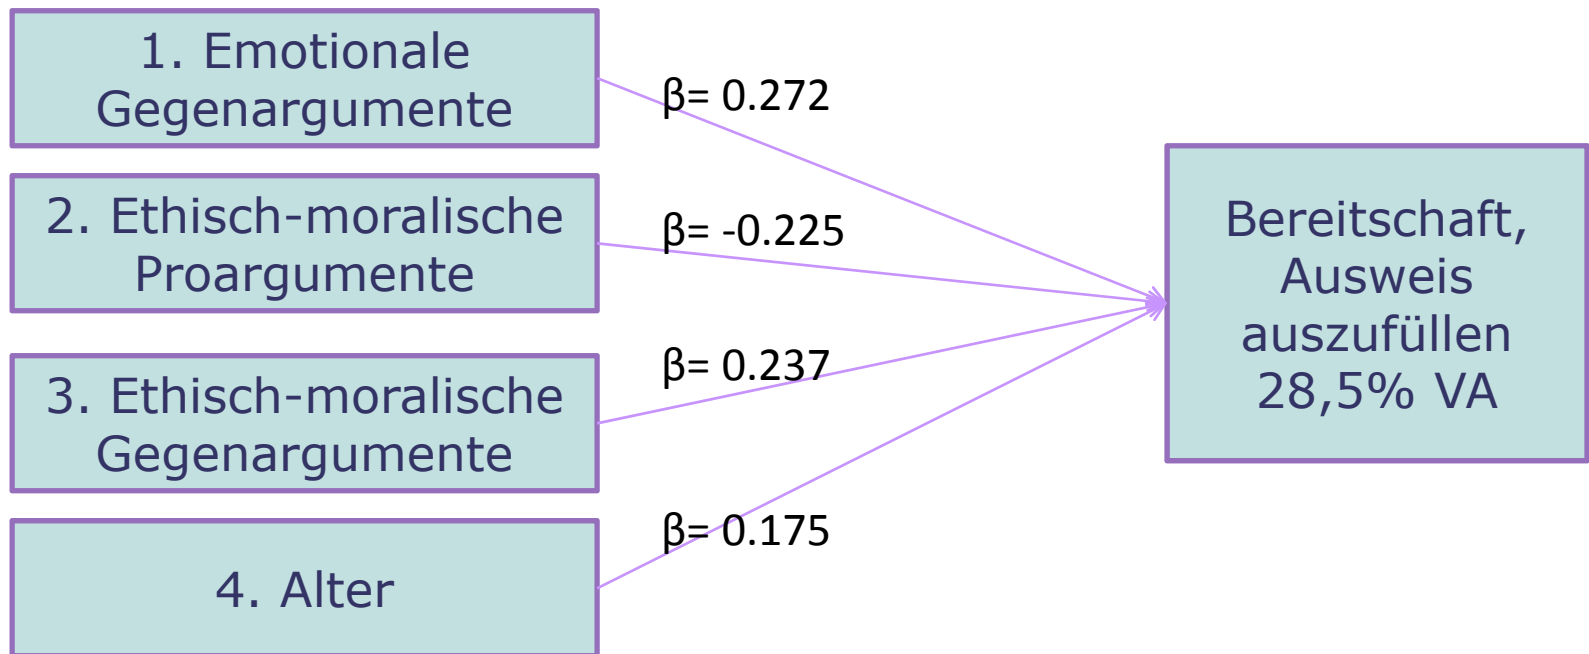 1. Emotionale
Gegenargumente
β= 0.272
2. Ethisch-moralische
Proargumente
β= -0.225
3. Ethisch-moralische
Gegenargumente
β= 0.237
4. Alter
β= 0.175
Bereitschaft,
Ausweis
auszufüllen
28,5% VA